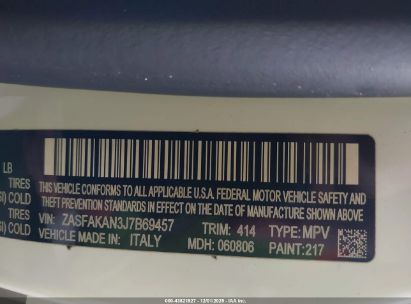 LB
TIRES
SI) COLD
TIRES
SI) COLD
THIS VEHICLE CONFORMS TO ALL APPLICABLE U.S.A. FEDERAL MOTOR VEHICLE SAFETY AND
THEFT PREVENTION STANDARDS IN EFFECT ON THE DATE OF MANUFACTURE SHOWN ABOVE.
VIN: ZASFAKAN3J7B69457 TRIM: 414 TYPE: MPV
VEHICLE MADE IN: ITALY MDH: 060806 PAINT: 217